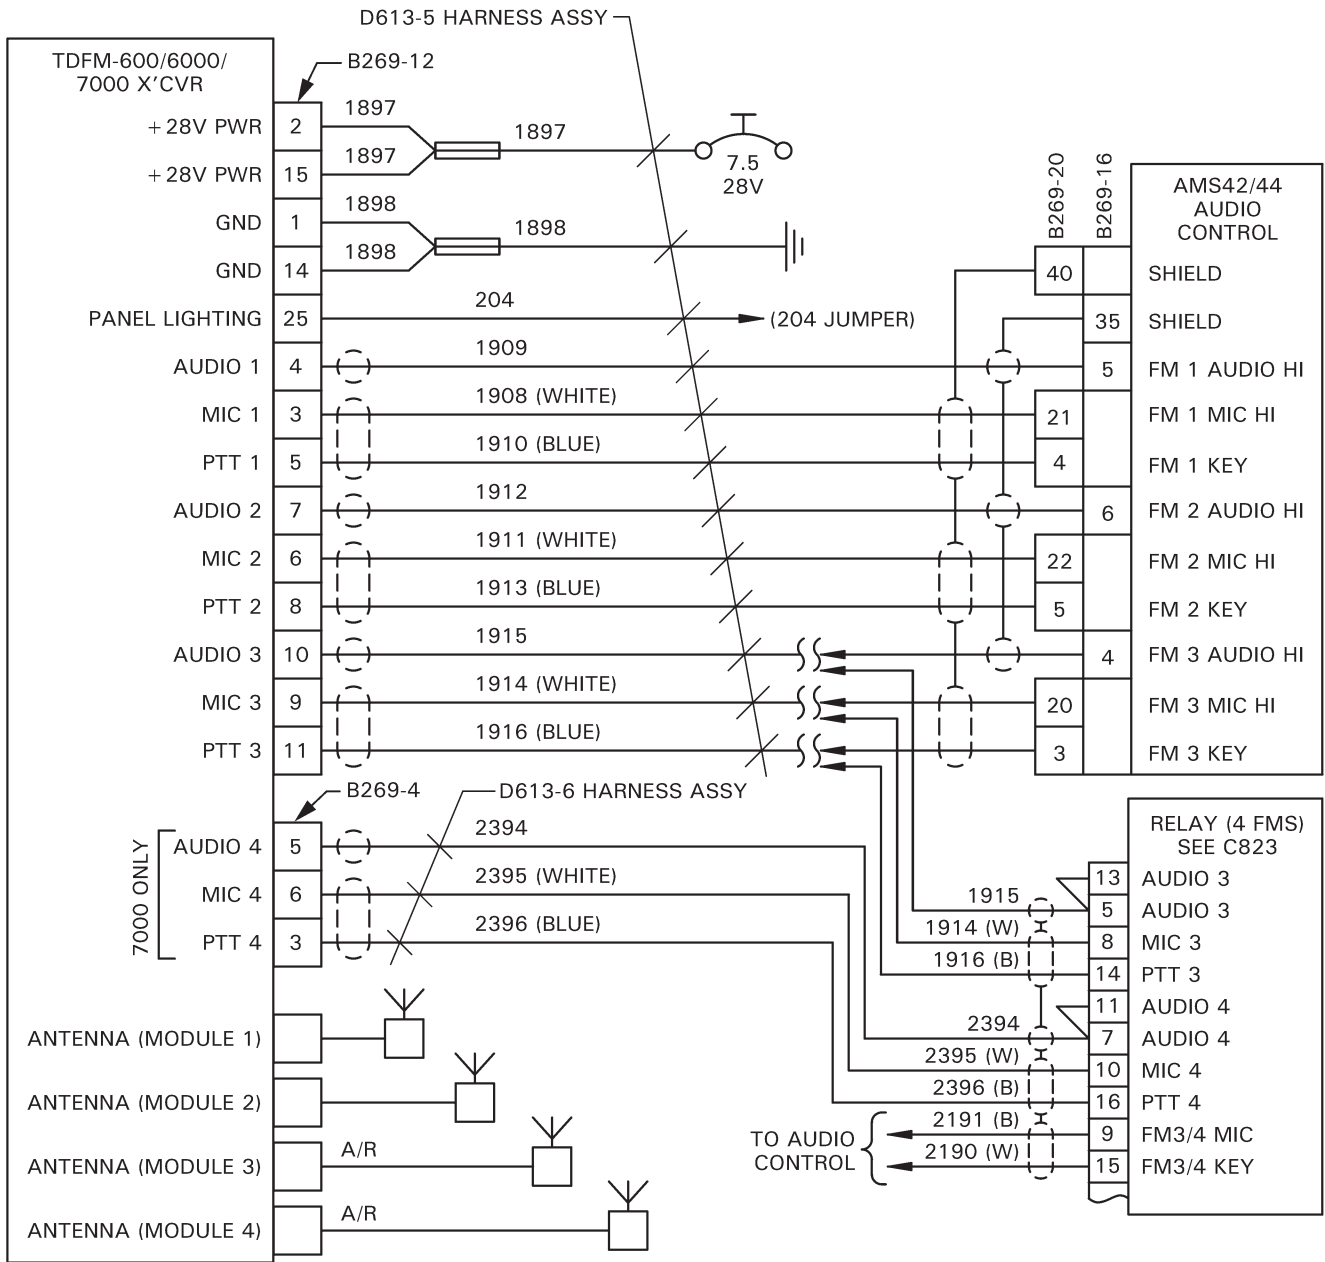 D613-5 HARNESS ASSY
TDFM-600/6000/
7000 X'CVR
B269-12
+28V PWR 2 1897
1897
+28V PWR 15 1897
7.5
28V
GND 1 1898
1898
GND 14 1898
PANEL LIGHTING 25 204
(204 JUMPER)
AUDIO 1 4 1909
MIC 1 3 1908 (WHITE)
PTT 1 5 1910 (BLUE)
AUDIO 2 7 1912
MIC 2 6 1911 (WHITE)
PTT 2 8 1913 (BLUE)
AUDIO 3 10 1915
MIC 3 9 1914 (WHITE)
PTT 3 11 1916 (BLUE)
B269-20
B269-16
AMS42/44
AUDIO
CONTROL
40 SHIELD
35 SHIELD
5 FM 1 AUDIO HI
21 FM 1 MIC HI
4 FM 1 KEY
6 FM 2 AUDIO HI
22 FM 2 MIC HI
5 FM 2 KEY
4 FM 3 AUDIO HI
20 FM 3 MIC HI
3 FM 3 KEY
B269-4
D613-6 HARNESS ASSY
7000 ONLY
AUDIO 4 5 2394
MIC 4 6 2395 (WHITE)
PTT 4 3 2396 (BLUE)
RELAY (4 FMS)
SEE C823
13 AUDIO 3
1915 5 AUDIO 3
1914 (W) 8 MIC 3
1916 (B) 14 PTT 3
11 AUDIO 4
2394 7 AUDIO 4
2395 (W) 10 MIC 4
2396 (B) 16 PTT 4
2191 (B) 9 FM3/4 MIC
2190 (W) 15 FM3/4 KEY
TO AUDIO
CONTROL
ANTENNA (MODULE 1)
ANTENNA (MODULE 2)
ANTENNA (MODULE 3) A/R
ANTENNA (MODULE 4) A/R